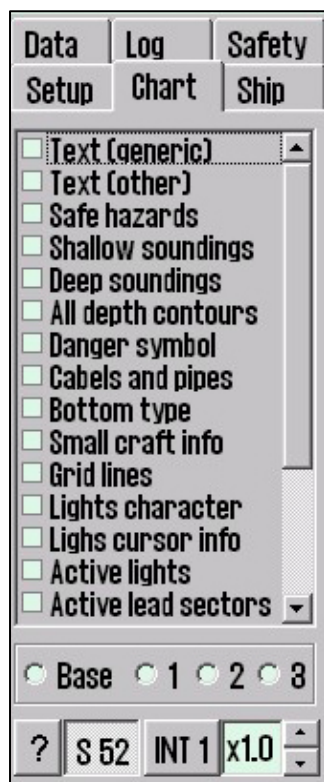 Data Log Safety
Setup Chart Ship
Text (generic)
Text (other)
Safe hazards
Shallow soundings
Deep soundings
All depth contours
Danger symbol
Cabels and pipes
Bottom type
Small craft info
Grid lines
Lights character
Lighs cursor info
Active lights
Active lead sectors
Base 1 2 3
? S 52 INT 1 x1.0